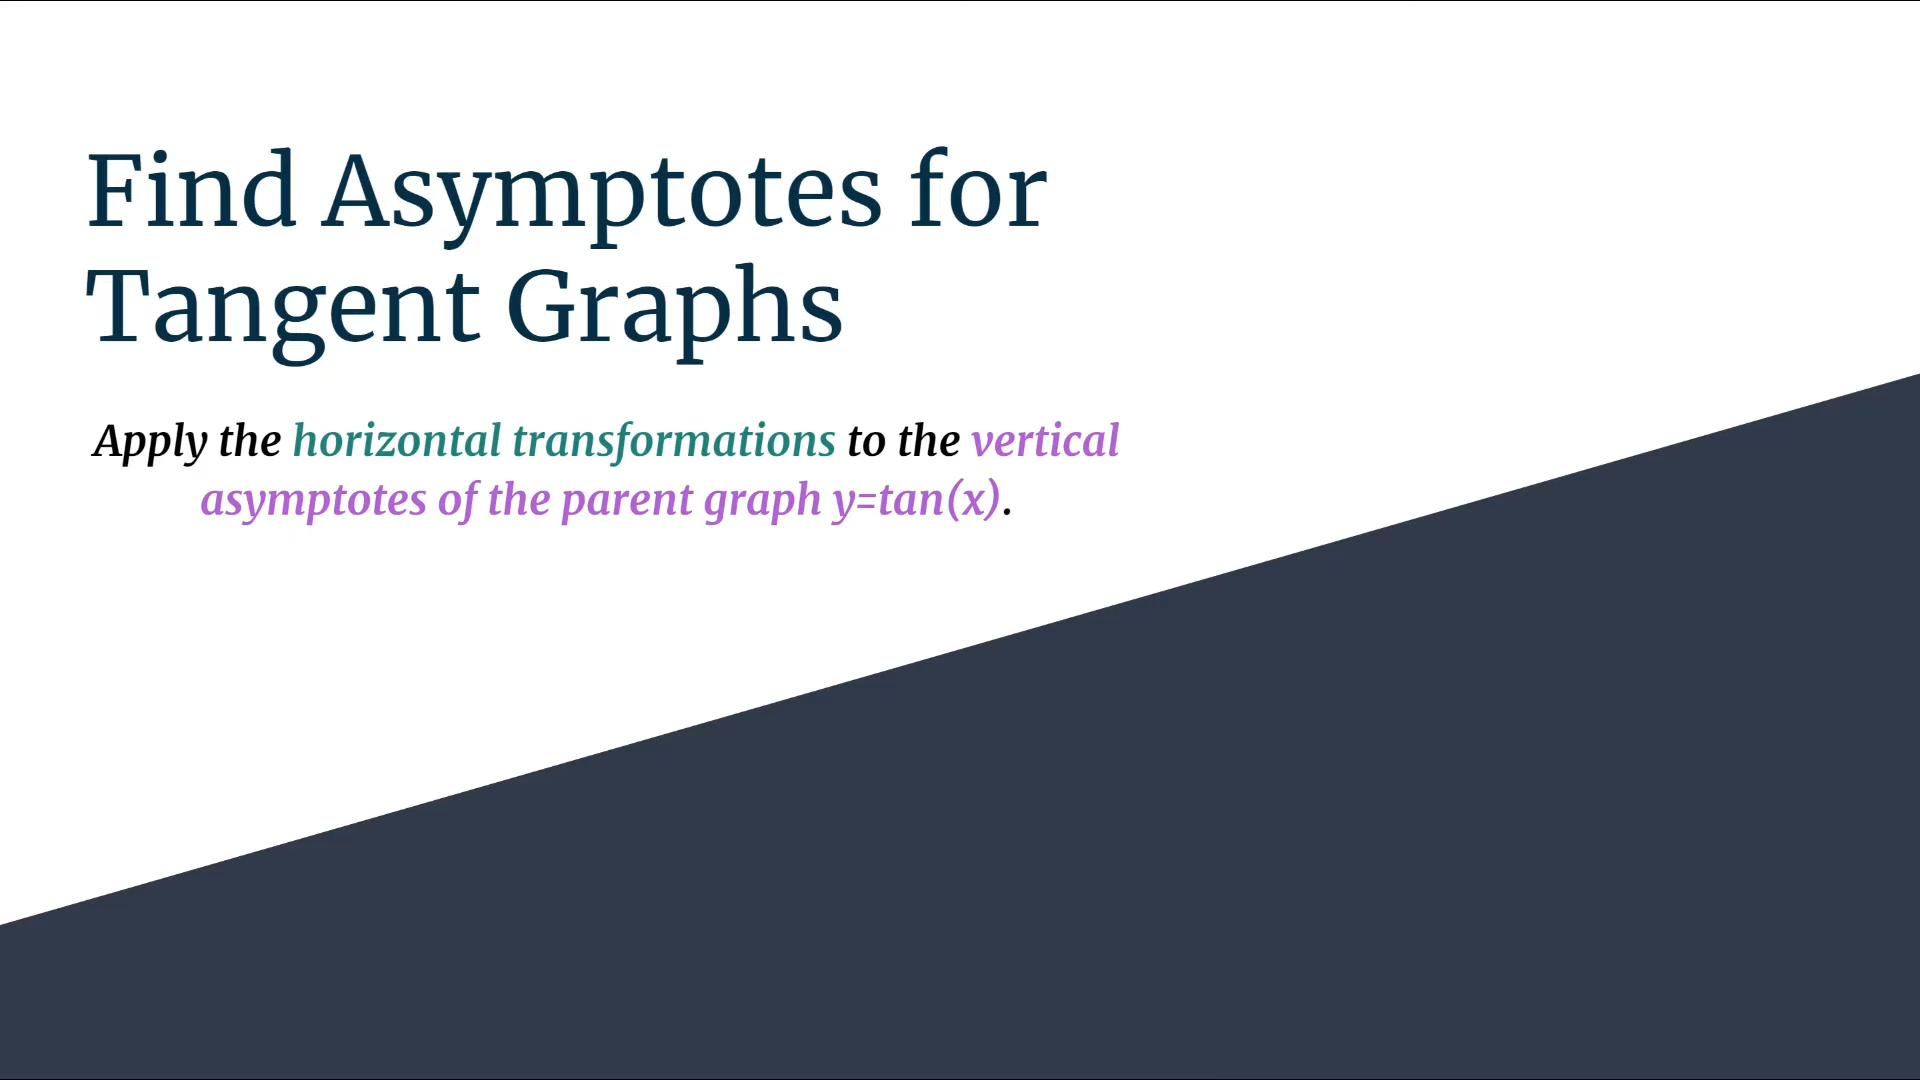 Find Asymptotes for
Tangent Graphs
Apply the horizontal transformations to the vertical
asymptotes of the parent graph y=tan(x).